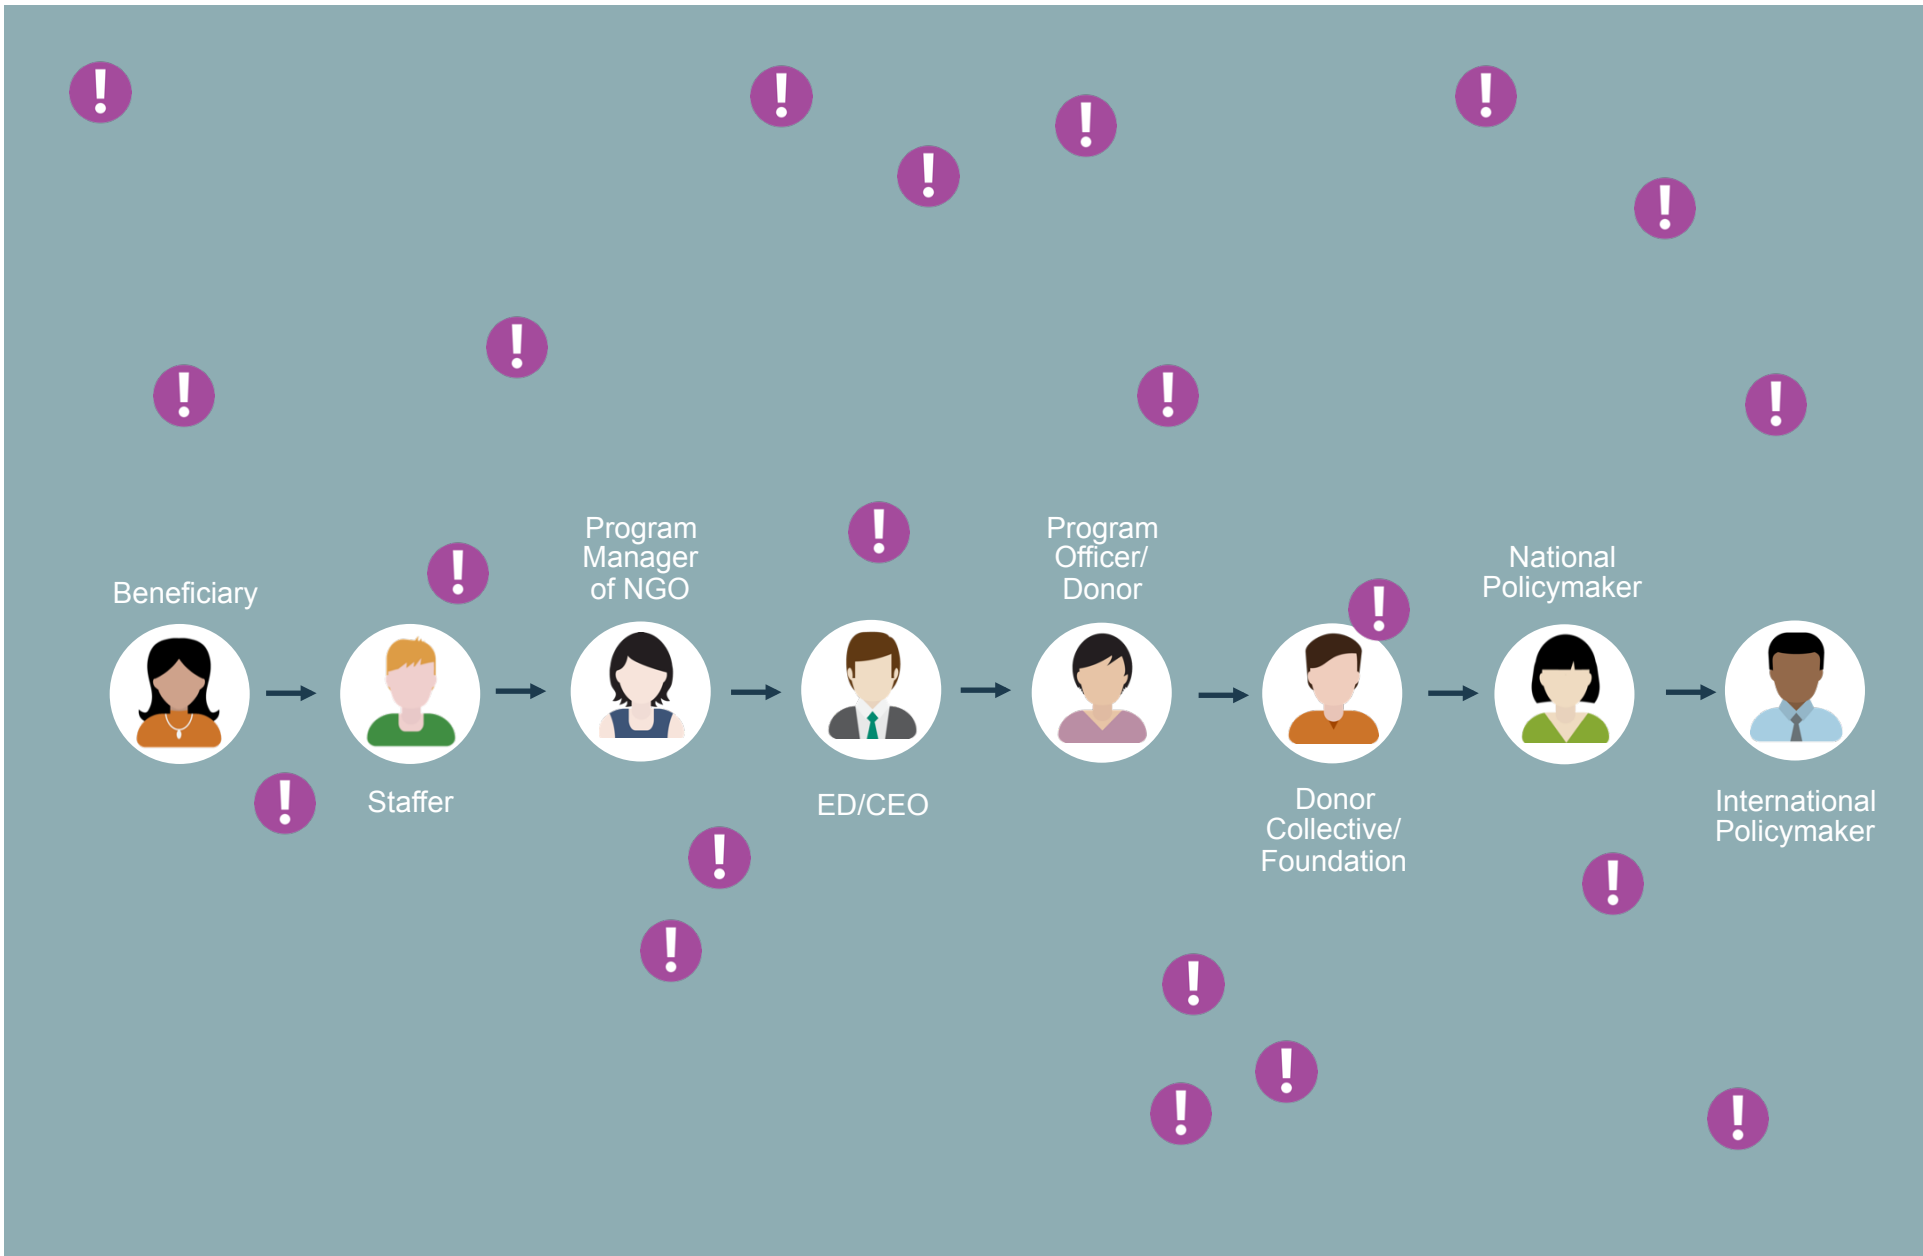 Beneficiary
Staffer
Program
Manager
of NGO
ED/CEO
Program
Officer/
Donor
Donor
Collective/
Foundation
National
Policymaker
International
Policymaker